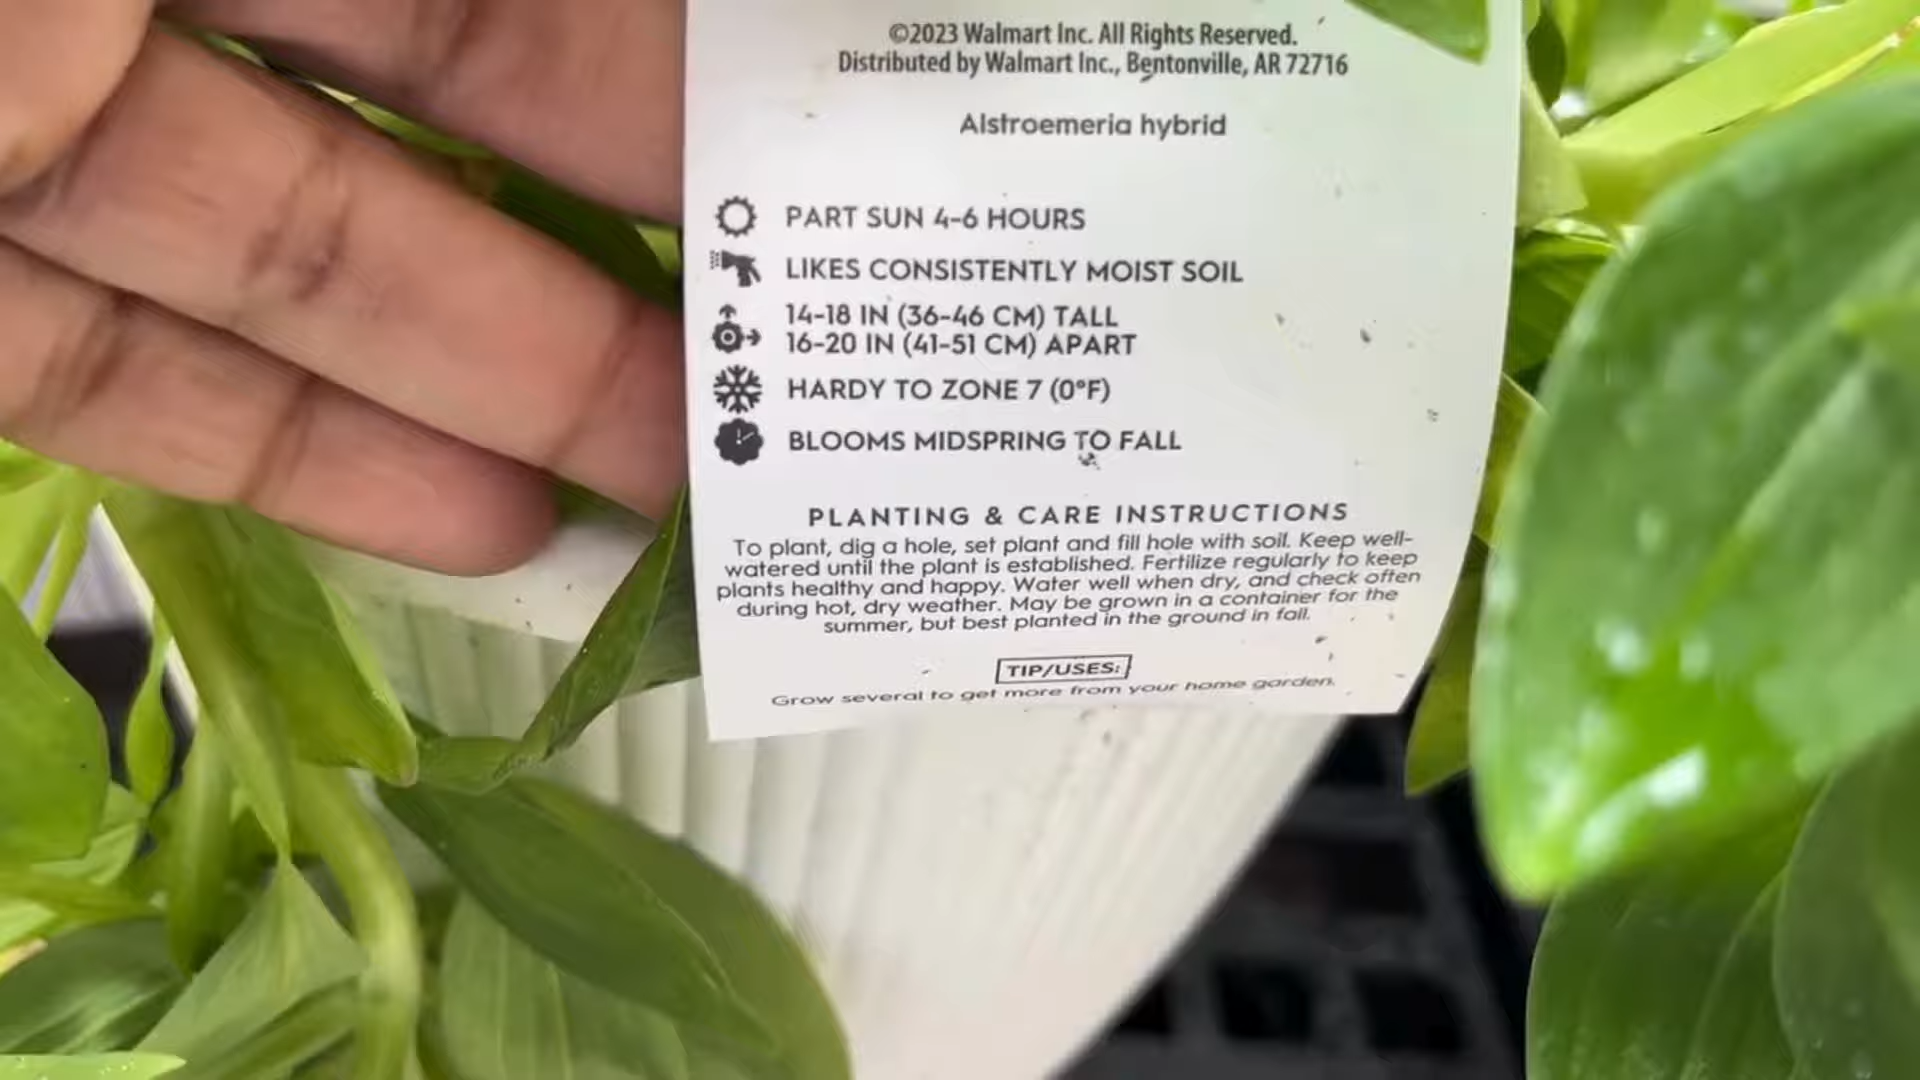 ©2023 Walmart Inc. All Rights Reserved.
Distributed by Walmart Inc., Bentonville, AR 72716
Alstroemeria hybrid
PART SUN 4-6 HOURS
LIKES CONSISTENTLY MOIST SOIL
14-18 IN (36-46 CM) TALL
16-20 IN (41-51 CM) APART
HARDY TO ZONE 7 (0°F)
BLOOMS MIDSPRING TO FALL
PLANTING & CARE INSTRUCTIONS
To plant, dig a hole, set plant and fill hole with soil. Keep well-
watered until the plant is established. Fertilize regularly to keep
plants healthy and happy. Water well when dry, and check often
during hot, dry weather. May be grown in a container for the
summer, but best planted in the ground in fall.
TIP/USES:
Grow several to get more from your home garden.